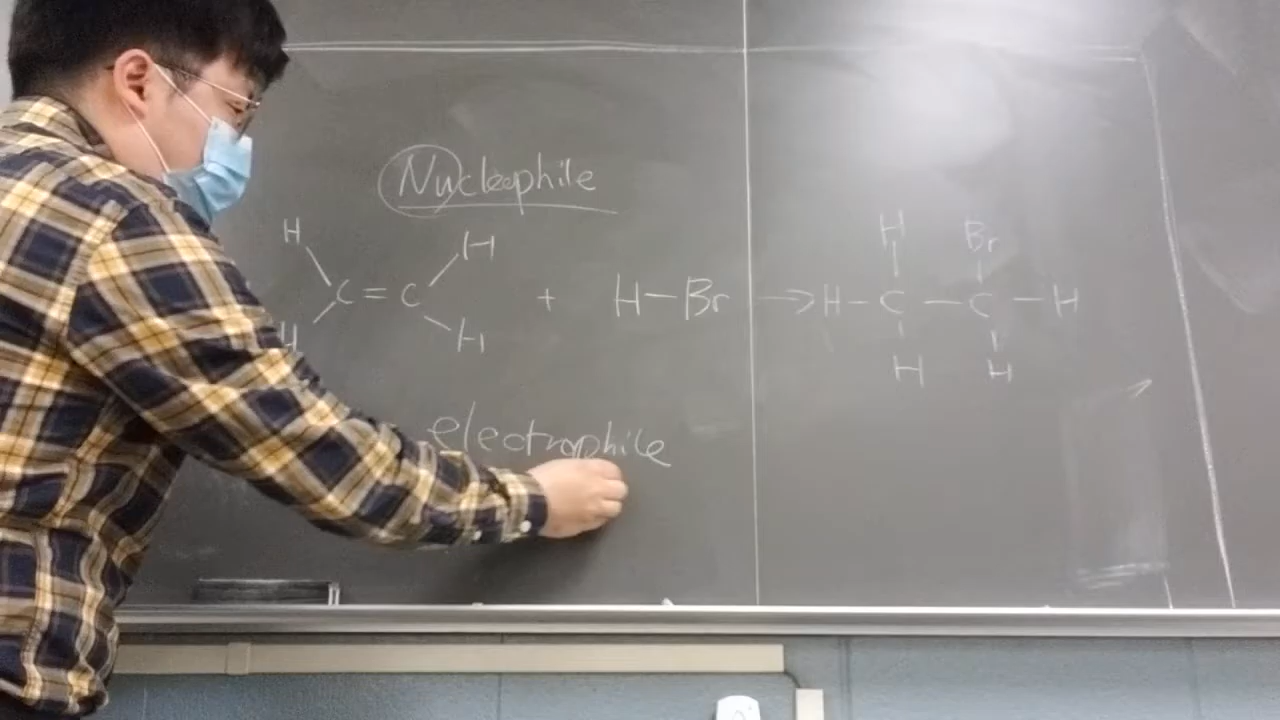 Nucleophile
H H H Br
C = C + H-Br → H-C-C-H
H H H H
electrophile